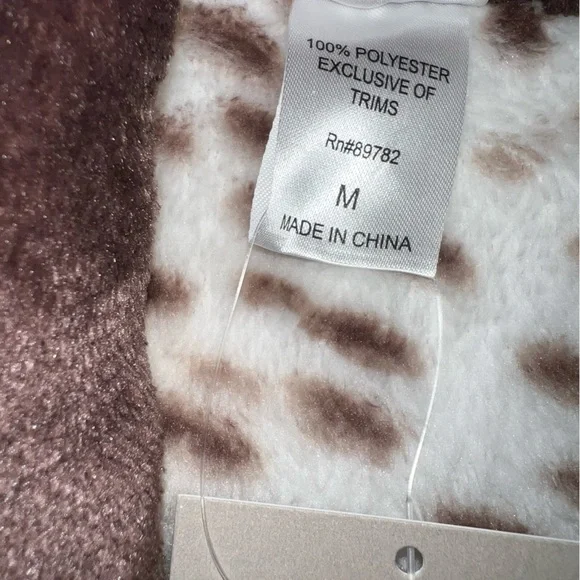 100% POLYESTER
EXCLUSIVE OF
TRIMS
Rn#89782
M
MADE IN CHINA